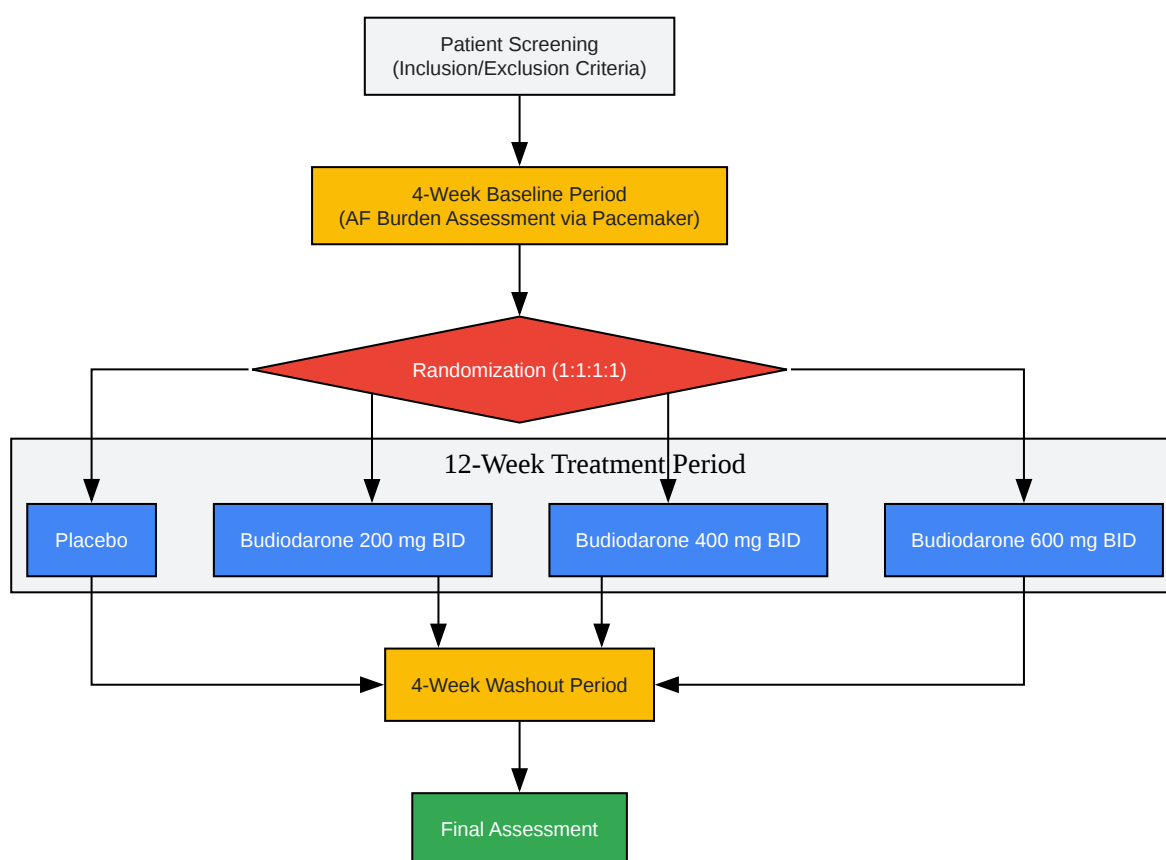 Patient Screening
(Inclusion/Exclusion Criteria)
4-Week Baseline Period
(AF Burden Assessment via Pacemaker)
Randomization (1:1:1:1)
12-Week Treatment Period
Placebo
Budiodarone 200 mg BID
Budiodarone 400 mg BID
Budiodarone 600 mg BID
4-Week Washout Period
Final Assessment